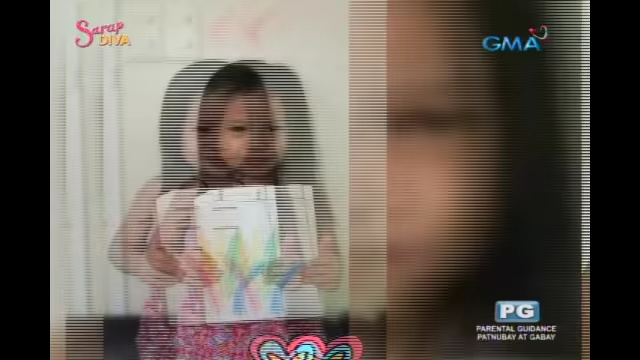 Sarap
DIVA
GMA
PG
PARENTAL GUIDANCE
PATNUBAY AT GABAY